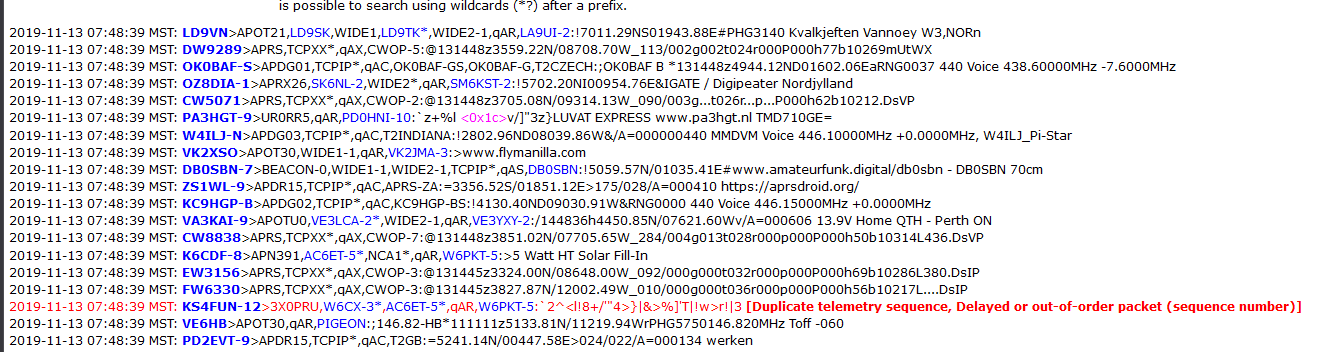 is possible to search using wildcards (*?) after a prefix.
2019-11-13 07:48:39 MST: LD9VN>APOT21,LD9SK,WIDE1,LD9TK*,WIDE2-1,qAR,LA9UI-2:!7011.29NS01943.88E#PHG3140 Kvalkjeften Vannoey W3,NORn
2019-11-13 07:48:39 MST: DW9289>APRS,TCPXX*,qAX,CWOP-5:@131448z3559.22N/08708.70W_113/002g002t024r000P000h77b10269mUtWX
2019-11-13 07:48:39 MST: OK0BAF-S>APDG01,TCPIP*,qAC,OK0BAF-GS,OK0BAF-G,T2CZECH:;OK0BAF B *131448z4944.12ND01602.06EaRNG0037 440 Voice 438.60000MHz -7.6000MHz
2019-11-13 07:48:39 MST: OZ8DIA-1>APRX26,SK6NL-2,WIDE2*,qAR,SM6KST-2:!5702.20NI00954.76E&IGATE / Digipeater Nordjylland
2019-11-13 07:48:39 MST: CW5071>APRS,TCPXX*,qAX,CWOP-2:@131448z3705.08N/09314.13W_090/003g...t026r...p...P000h62b10212.DsVP
2019-11-13 07:48:39 MST: PA3HGT-9>UR0RR5,qAR,PD0HNI-10:`z+%l <0x1c>v/]"3z}LUVAT EXPRESS www.pa3hgt.nl TMD710GE=
2019-11-13 07:48:39 MST: W4ILJ-N>APDG03,TCPIP*,qAC,T2INDIANA:!2802.96ND08039.86W&/A=000000440 MMDVM Voice 446.10000MHz +0.0000MHz, W4ILJ_Pi-Star
2019-11-13 07:48:39 MST: VK2XSO>APOT30,WIDE1-1,qAR,VK2JMA-3:>www.flymanilla.com
2019-11-13 07:48:39 MST: DB0SBN-7>BEACON-0,WIDE1-1,WIDE2-1,TCPIP*,qAS,DB0SBN:!5059.57N/01035.41E#www.amateurfunk.digital/db0sbn - DB0SBN 70cm
2019-11-13 07:48:39 MST: ZS1WL-9>APDR15,TCPIP*,qAC,APRS-ZA:=3356.52S/01851.12E>175/028/A=000410 https://aprsdroid.org/
2019-11-13 07:48:39 MST: KC9HGP-B>APDG02,TCPIP*,qAC,KC9HGP-BS:!4130.40ND09030.91W&RNG0000 440 Voice 446.15000MHz +0.0000MHz
2019-11-13 07:48:39 MST: VA3KAI-9>APOTU0,VE3LCA-2*,WIDE2-1,qAR,VE3YXY-2:/144836h4450.85N/07621.60Wv/A=000606 13.9V Home QTH - Perth ON
2019-11-13 07:48:39 MST: CW8838>APRS,TCPXX*,qAX,CWOP-7:@131448z3851.02N/07705.65W_284/004g013t028r000p000P000h50b10314L436.DsVP
2019-11-13 07:48:39 MST: K6CDF-8>APN391,AC6ET-5*,NCA1*,qAR,W6PKT-5:>5 Watt HT Solar Fill-In
2019-11-13 07:48:39 MST: EW3156>APRS,TCPXX*,qAX,CWOP-3:@131445z3324.00N/08648.00W_092/000g000t032r000p000P000h69b10286L380.DsIP
2019-11-13 07:48:39 MST: FW6330>APRS,TCPXX*,qAX,CWOP-3:@131445z3827.87N/12002.49W_010/000g000t036r000p000P000h56b10217L....DsIP
2019-11-13 07:48:39 MST: KS4FUN-12>3X0PRU,W6CX-3*,AC6ET-5*,qAR,W6PKT-5:`2^<l!8+/'"4>}|&>%]'T|!w>r!|3 [Duplicate telemetry sequence, Delayed or out-of-order packet (sequence number)]
2019-11-13 07:48:39 MST: VE6HB>APOT30,qAR,PIGEON:;146.82-HB*111111z5133.81N/11219.94WrPHG5750146.820MHz Toff -060
2019-11-13 07:48:39 MST: PD2EVT-9>APDR15,TCPIP*,qAC,T2GB:=5241.14N/00447.58E>024/022/A=000134 werken